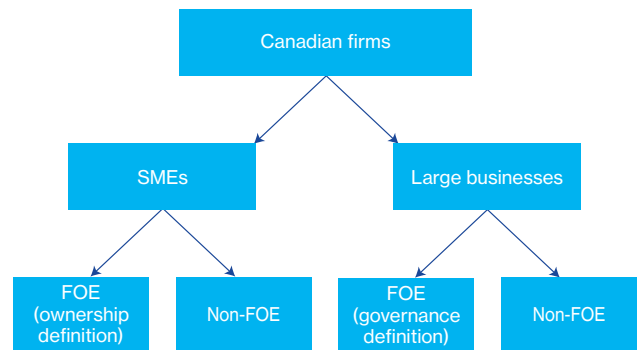 Canadian firms
SMEs
Large businesses
FOE
(ownership
definition)
Non-FOE
FOE
(governance
definition)
Non-FOE